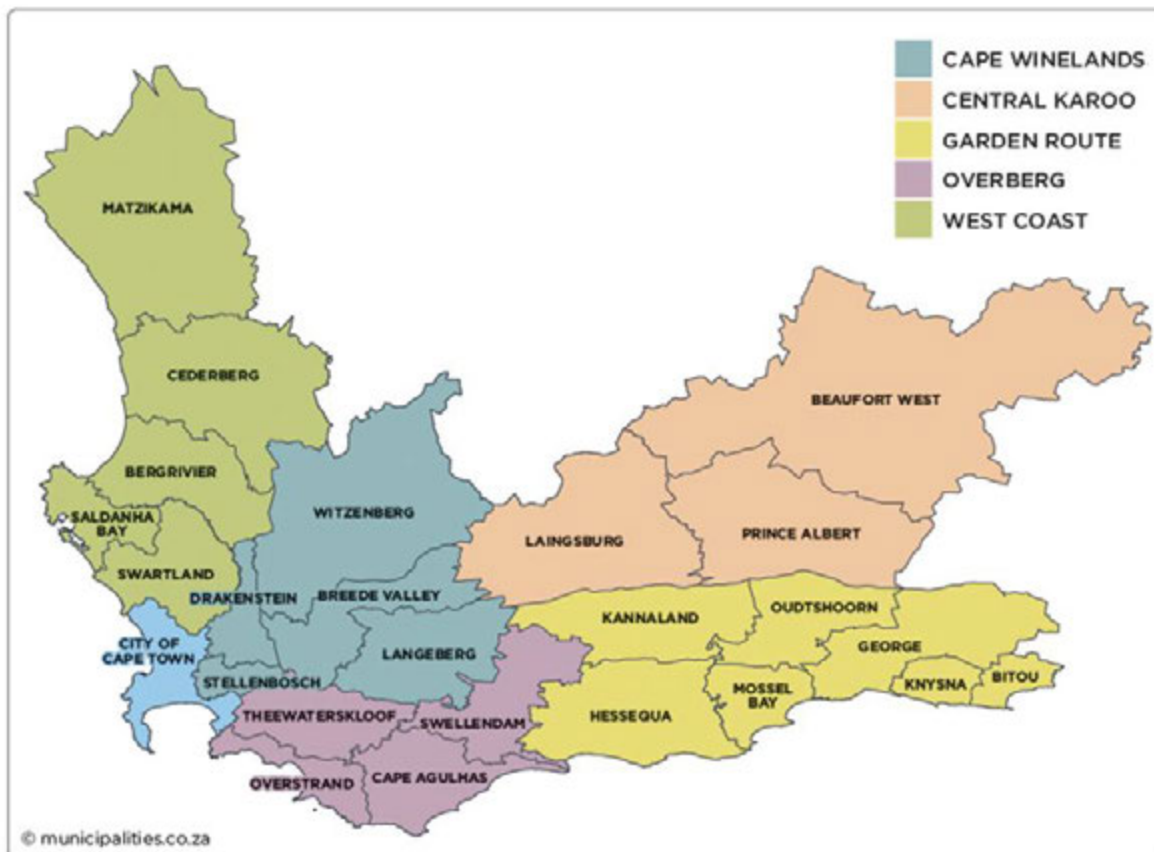 CAPE WINELANDS
CENTRAL KAROO
GARDEN ROUTE
OVERBERG
WEST COAST
MATZIKAMA
CEDERBERG
BEAUFORT WEST
BERGRIVIER
SALDANHA
BAY
WITZENBERG
LAINGSBURG
PRINCE ALBERT
SWARTLAND
DRAKENSTEIN
BREEDE VALLEY
KANNALAND
OUDTSHOORN
CITY OF
CAPE TOWN
LANGEBERG
GEORGE
STELLENBOSCH
MOSSEL
BAY
KNYSNA
BITOU
THEEWATERSKLOOF
SWELLENDAM
HESSEQUA
OVERSTRAND
CAPE AGULHAS
© municipalities.co.za